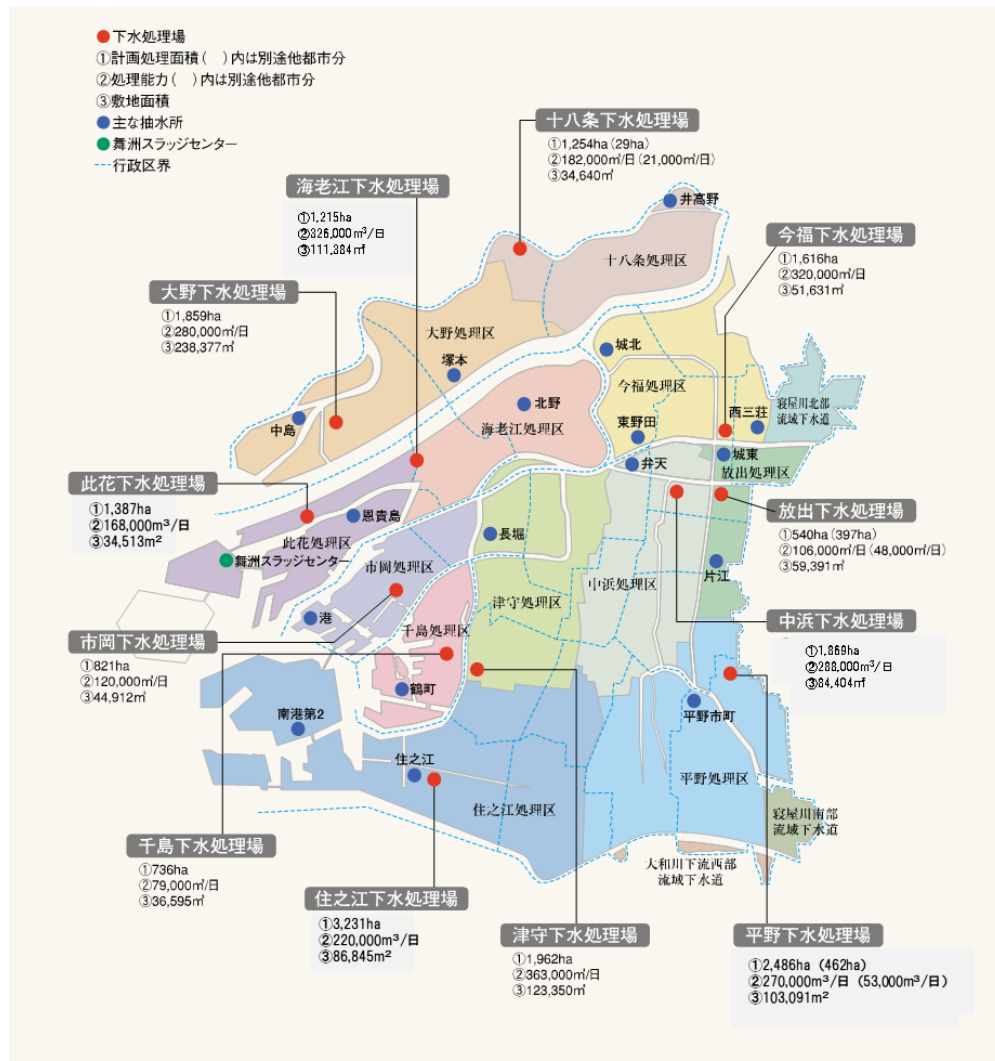 ●下水処理場
①計画処理面積(　)内は別途他都市分
②処理能力(　)内は別途他都市分
③敷地面積
●主な抽水所
●舞洲スラッジセンター
---行政区界
十八条下水処理場
①1,254ha(29ha)
②182,000㎥/日(21,000㎥/日)
③34,640㎡
海老江下水処理場
①1,215ha
②326,000m³/日
③111,384㎡
今福下水処理場
①1,616ha
②320,000㎥/日
③51,631㎡
大野下水処理場
①1,859ha
②280,000㎥/日
③238,377㎡
井高野
十八条処理区
大野処理区
塚本
城北
今福処理区
寝屋川北部
流域下水道
中島
北野
海老江処理区
東野田
西三荘
弁天
城東
放出処理区
此花下水処理場
①1,387ha
②168,000m³/日
③34,513m²
恩貴島
此花処理区
舞洲スラッジセンター
放出下水処理場
①540ha(397ha)
②106,000㎥/日(48,000㎥/日)
③59,391㎡
長堀
市岡処理区
中浜処理区
片江
津守処理区
港
千島処理区
中浜下水処理場
①1,869ha
②288,000m³/日
③84,404㎡
市岡下水処理場
①821ha
②120,000㎥/日
③44,912㎡
鶴町
南港第2
平野市町
住之江
平野処理区
住之江処理区
寝屋川南部
流域下水道
大和川下流西部
流域下水道
千島下水処理場
①736ha
②79,000㎥/日
③36,595㎡
住之江下水処理場
①3,231ha
②220,000m³/日
③86,845m²
津守下水処理場
①1,962ha
②363,000㎥/日
③123,350㎡
平野下水処理場
①2,486ha (462ha)
②270,000m³/日 (53,000m³/日)
③103,091m²